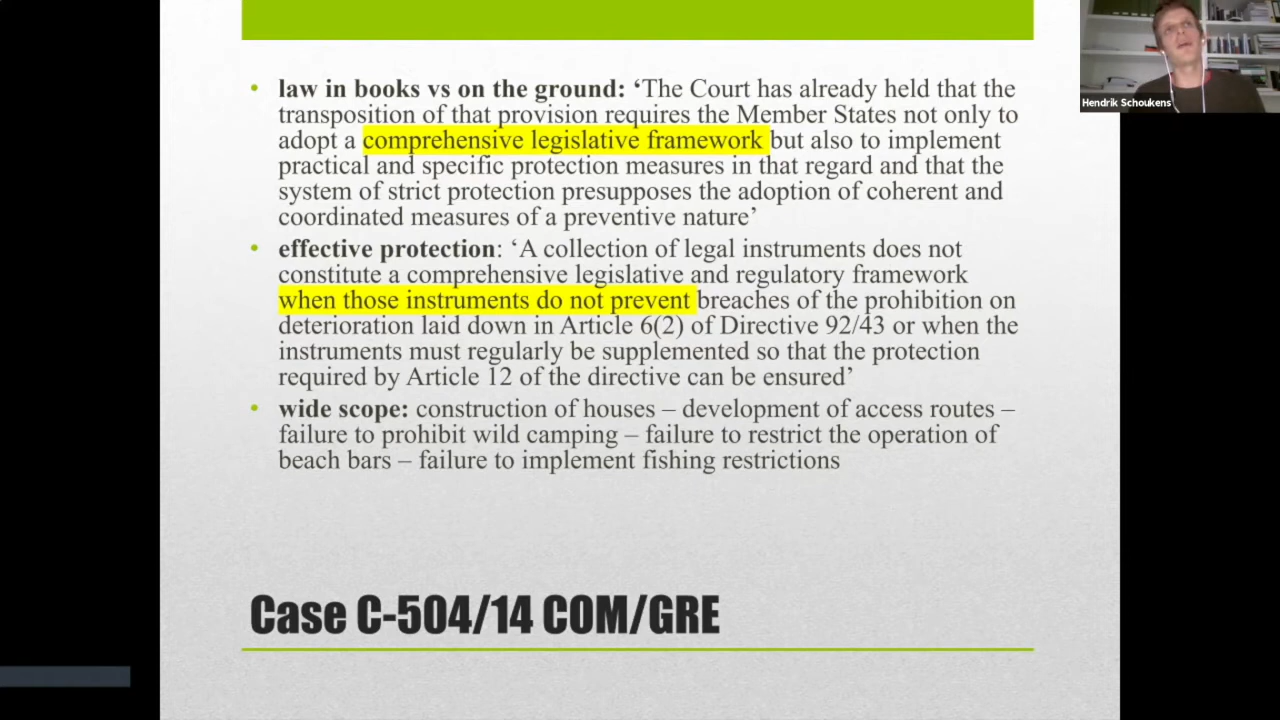 • law in books vs on the ground: ‘The Court has already held that the
transposition of that provision requires the Member States not only to
adopt a comprehensive legislative framework but also to implement
practical and specific protection measures in that regard and that the
system of strict protection presupposes the adoption of coherent and
coordinated measures of a preventive nature’
• effective protection: ‘A collection of legal instruments does not
constitute a comprehensive legislative and regulatory framework
when those instruments do not prevent breaches of the prohibition on
deterioration laid down in Article 6(2) of Directive 92/43 or when the
instruments must regularly be supplemented so that the protection
required by Article 12 of the directive can be ensured’
• wide scope: construction of houses – development of access routes –
failure to prohibit wild camping – failure to restrict the operation of
beach bars – failure to implement fishing restrictions
Case C-504/14 COM/GRE
Hendrik Schoukens